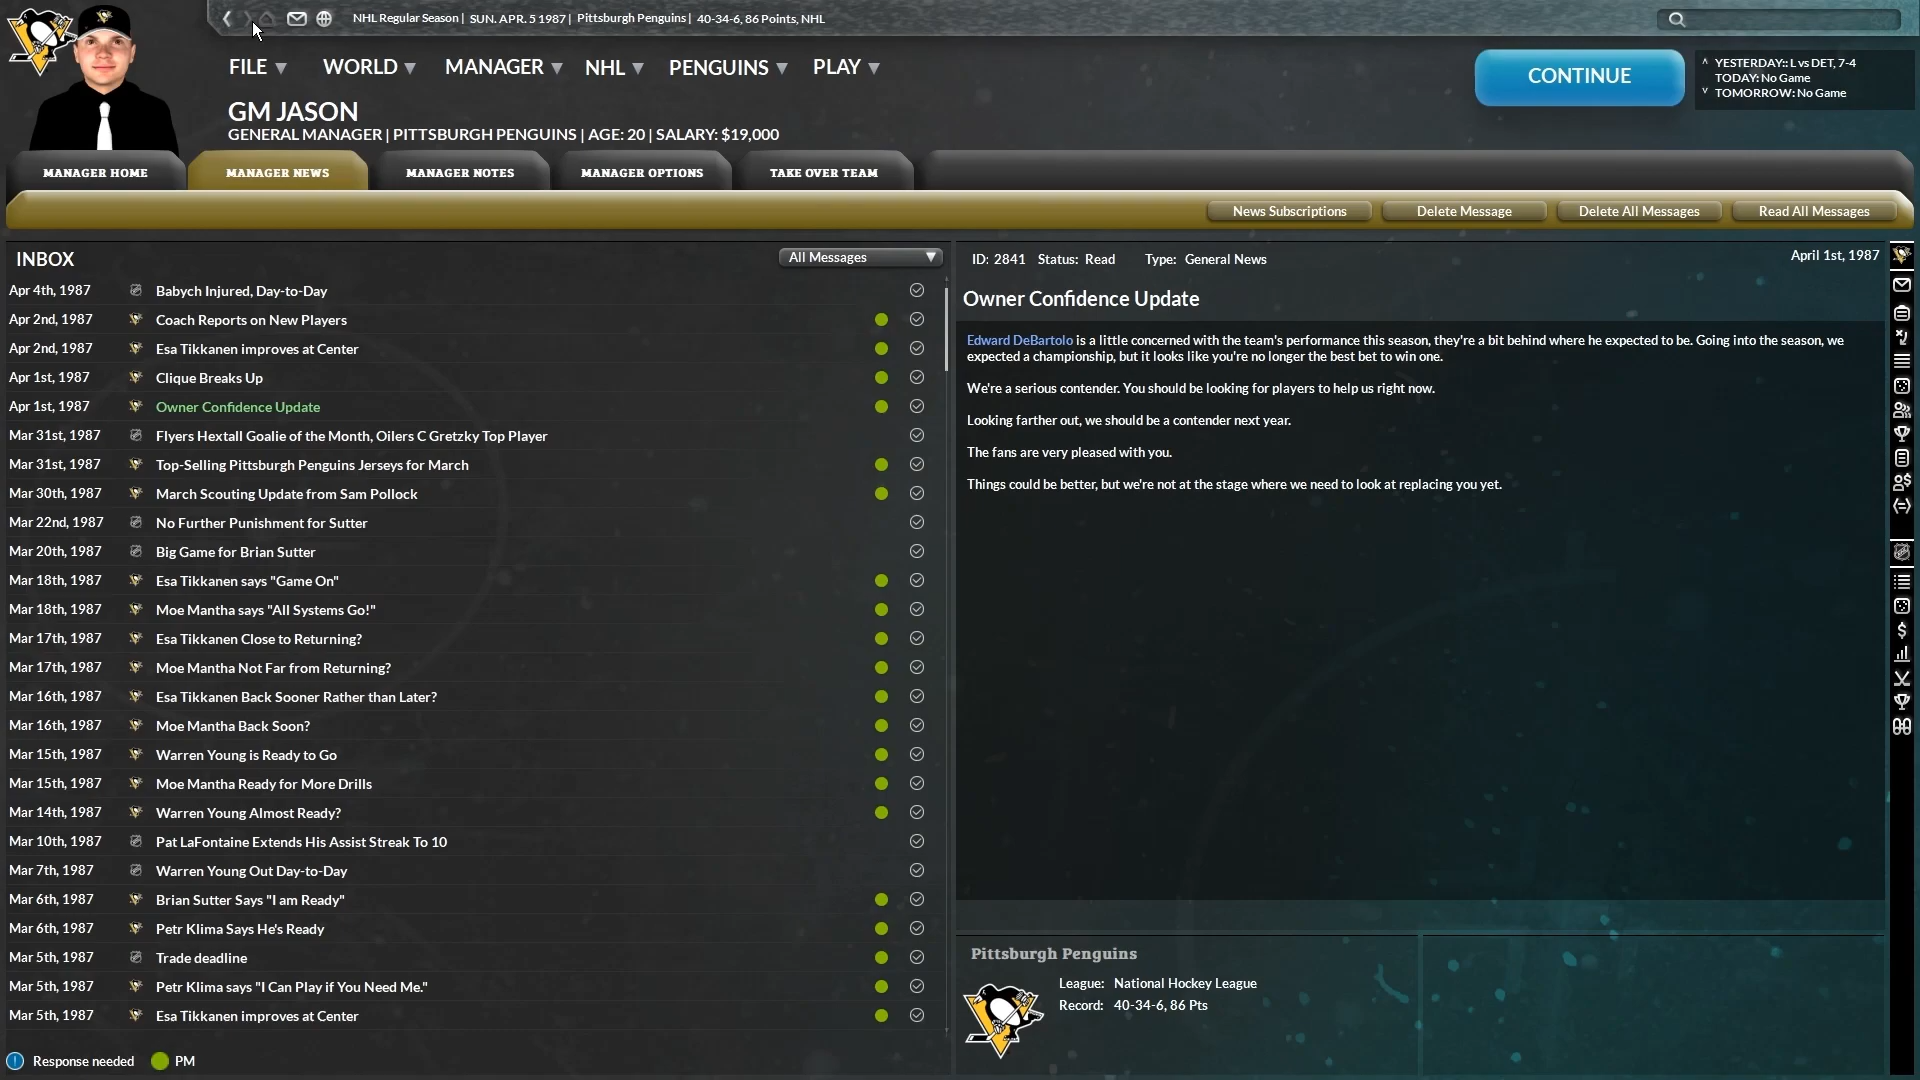 NHL Regular Season | SUN. APR. 5 1987 | Pittsburgh Penguins | 40-34-6, 86 Points, NHL
FILE WORLD MANAGER NHL PENGUINS PLAY
CONTINUE
YESTERDAY:: L vs DET, 7-4
TODAY: No Game
TOMORROW: No Game
GM JASON
GENERAL MANAGER | PITTSBURGH PENGUINS | AGE: 20 | SALARY: $19,000
MANAGER HOME MANAGER NEWS MANAGER NOTES MANAGER OPTIONS TAKE OVER TEAM
News Subscriptions Delete Message Delete All Messages Read All Messages
INBOX All Messages
Apr 4th, 1987 Babych Injured, Day-to-Day
Apr 2nd, 1987 Coach Reports on New Players
Apr 2nd, 1987 Esa Tikkanen improves at Center
Apr 1st, 1987 Clique Breaks Up
Apr 1st, 1987 Owner Confidence Update
Mar 31st, 1987 Flyers Hextall Goalie of the Month, Oilers C Gretzky Top Player
Mar 31st, 1987 Top-Selling Pittsburgh Penguins Jerseys for March
Mar 30th, 1987 March Scouting Update from Sam Pollock
Mar 22nd, 1987 No Further Punishment for Sutter
Mar 20th, 1987 Big Game for Brian Sutter
Mar 18th, 1987 Esa Tikkanen says "Game On"
Mar 18th, 1987 Moe Mantha says "All Systems Go!"
Mar 17th, 1987 Esa Tikkanen Close to Returning?
Mar 17th, 1987 Moe Mantha Not Far from Returning?
Mar 16th, 1987 Esa Tikkanen Back Sooner Rather than Later?
Mar 16th, 1987 Moe Mantha Back Soon?
Mar 15th, 1987 Warren Young is Ready to Go
Mar 15th, 1987 Moe Mantha Ready for More Drills
Mar 14th, 1987 Warren Young Almost Ready?
Mar 10th, 1987 Pat LaFontaine Extends His Assist Streak To 10
Mar 7th, 1987 Warren Young Out Day-to-Day
Mar 6th, 1987 Brian Sutter Says "I am Ready"
Mar 6th, 1987 Petr Klima Says He's Ready
Mar 5th, 1987 Trade deadline
Mar 5th, 1987 Petr Klima says "I Can Play if You Need Me."
Mar 5th, 1987 Esa Tikkanen improves at Center
Response needed PM
ID: 2841 Status: Read Type: General News April 1st, 1987
Owner Confidence Update
Edward DeBartolo is a little concerned with the team's performance this season, they're a bit behind where he expected to be. Going into the season, we
expected a championship, but it looks like you're no longer the best bet to win one.
We're a serious contender. You should be looking for players to help us right now.
Looking farther out, we should be a contender next year.
The fans are very pleased with you.
Things could be better, but we're not at the stage where we need to look at replacing you yet.
Pittsburgh Penguins
League: National Hockey League
Record: 40-34-6, 86 Pts